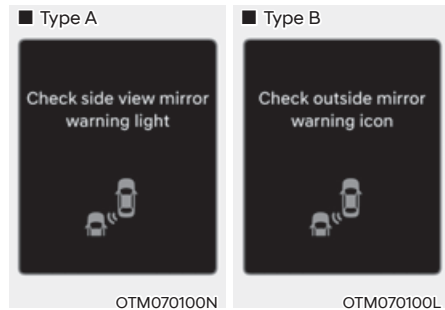 ■ Type A
Check side view mirror
warning light
OTM070100N
■ Type B
Check outside mirror
warning icon
OTM070100L